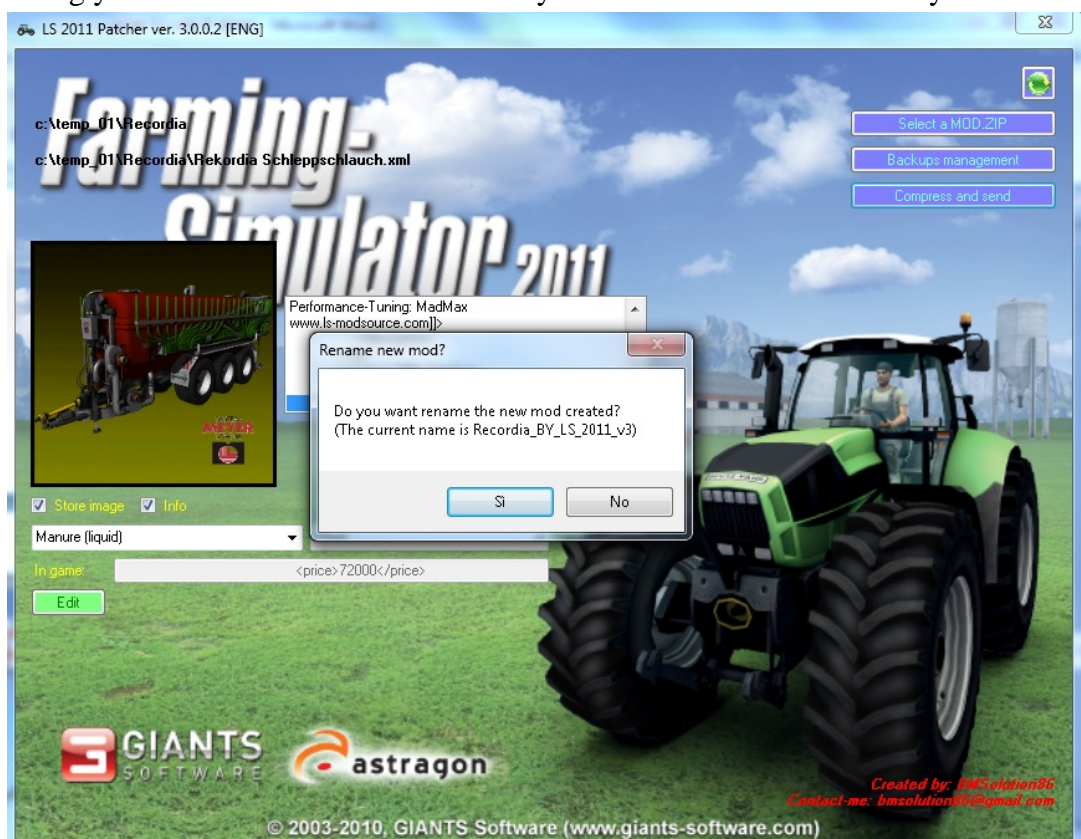 LS 2011 Patcher ver. 3.0.0.2 [ENG]
Farming-
Simulator 2011
c:\temp_01\Recordia
c:\temp_01\Recordia\Rekordia Schleppschlauch.xml
Select a MOD.ZIP
Backups management
Compress and send
Performance-Tuning: MadMax
www.ls-modsource.com]]>
Rename new mod?
Do you want rename the new mod created?
(The current name is Recordia_BY_LS_2011_v3)
Sì
No
MEYER
Store image
Info
Manure (liquid)
In game:
<price>72000</price>
Edit
GIANTS
SOFTWARE
astragon
Created by: BMSolution86
Contact-me: bmsolution86@gmail.com
© 2003-2010, GIANTS Software (www.giants-software.com)